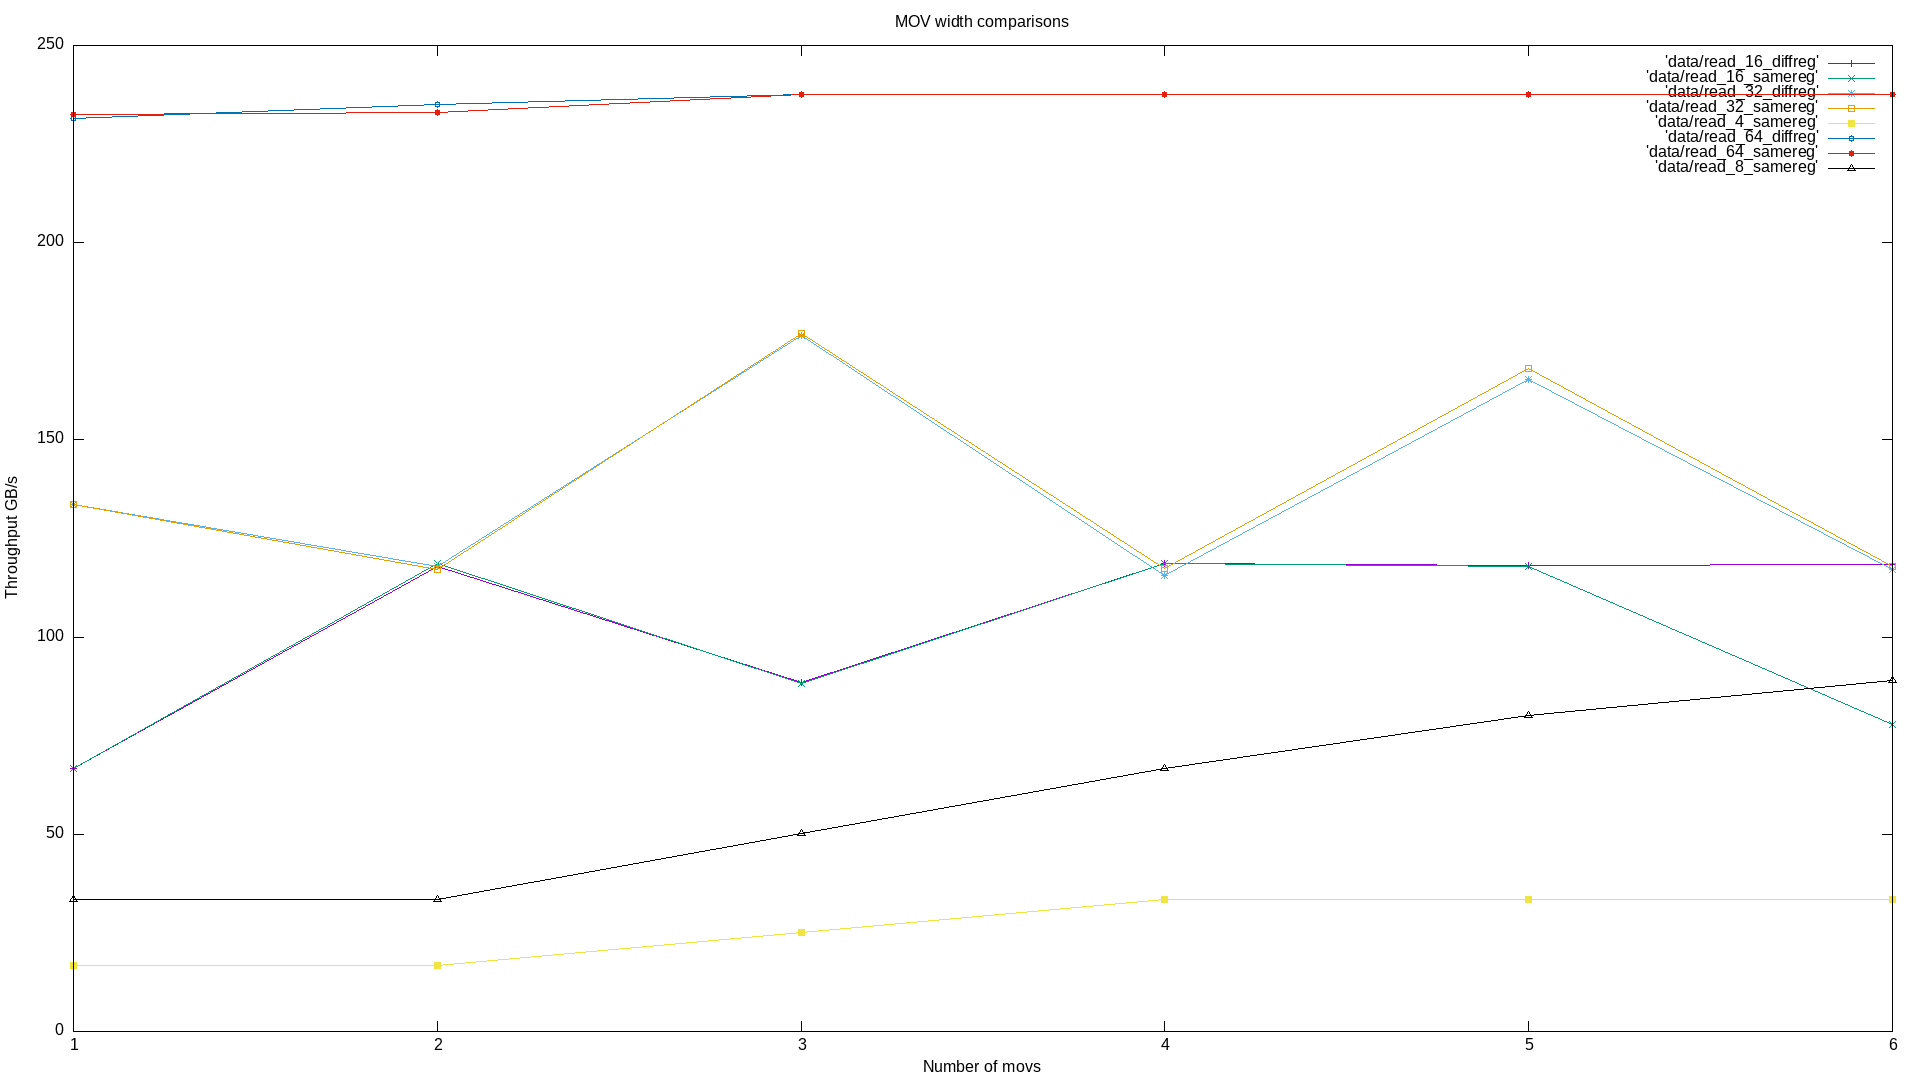 MOV width comparisons
250
200
150
100
50
0
Throughput GB/s
'data/read_16_diffreg'
'data/read_16_samereg'
'data/read_32_diffreg'
'data/read_32_samereg'
'data/read_4_samereg'
'data/read_64_diffreg'
'data/read_64_samereg'
'data/read_8_samereg'
1 2 3 4 5 6
Number of movs